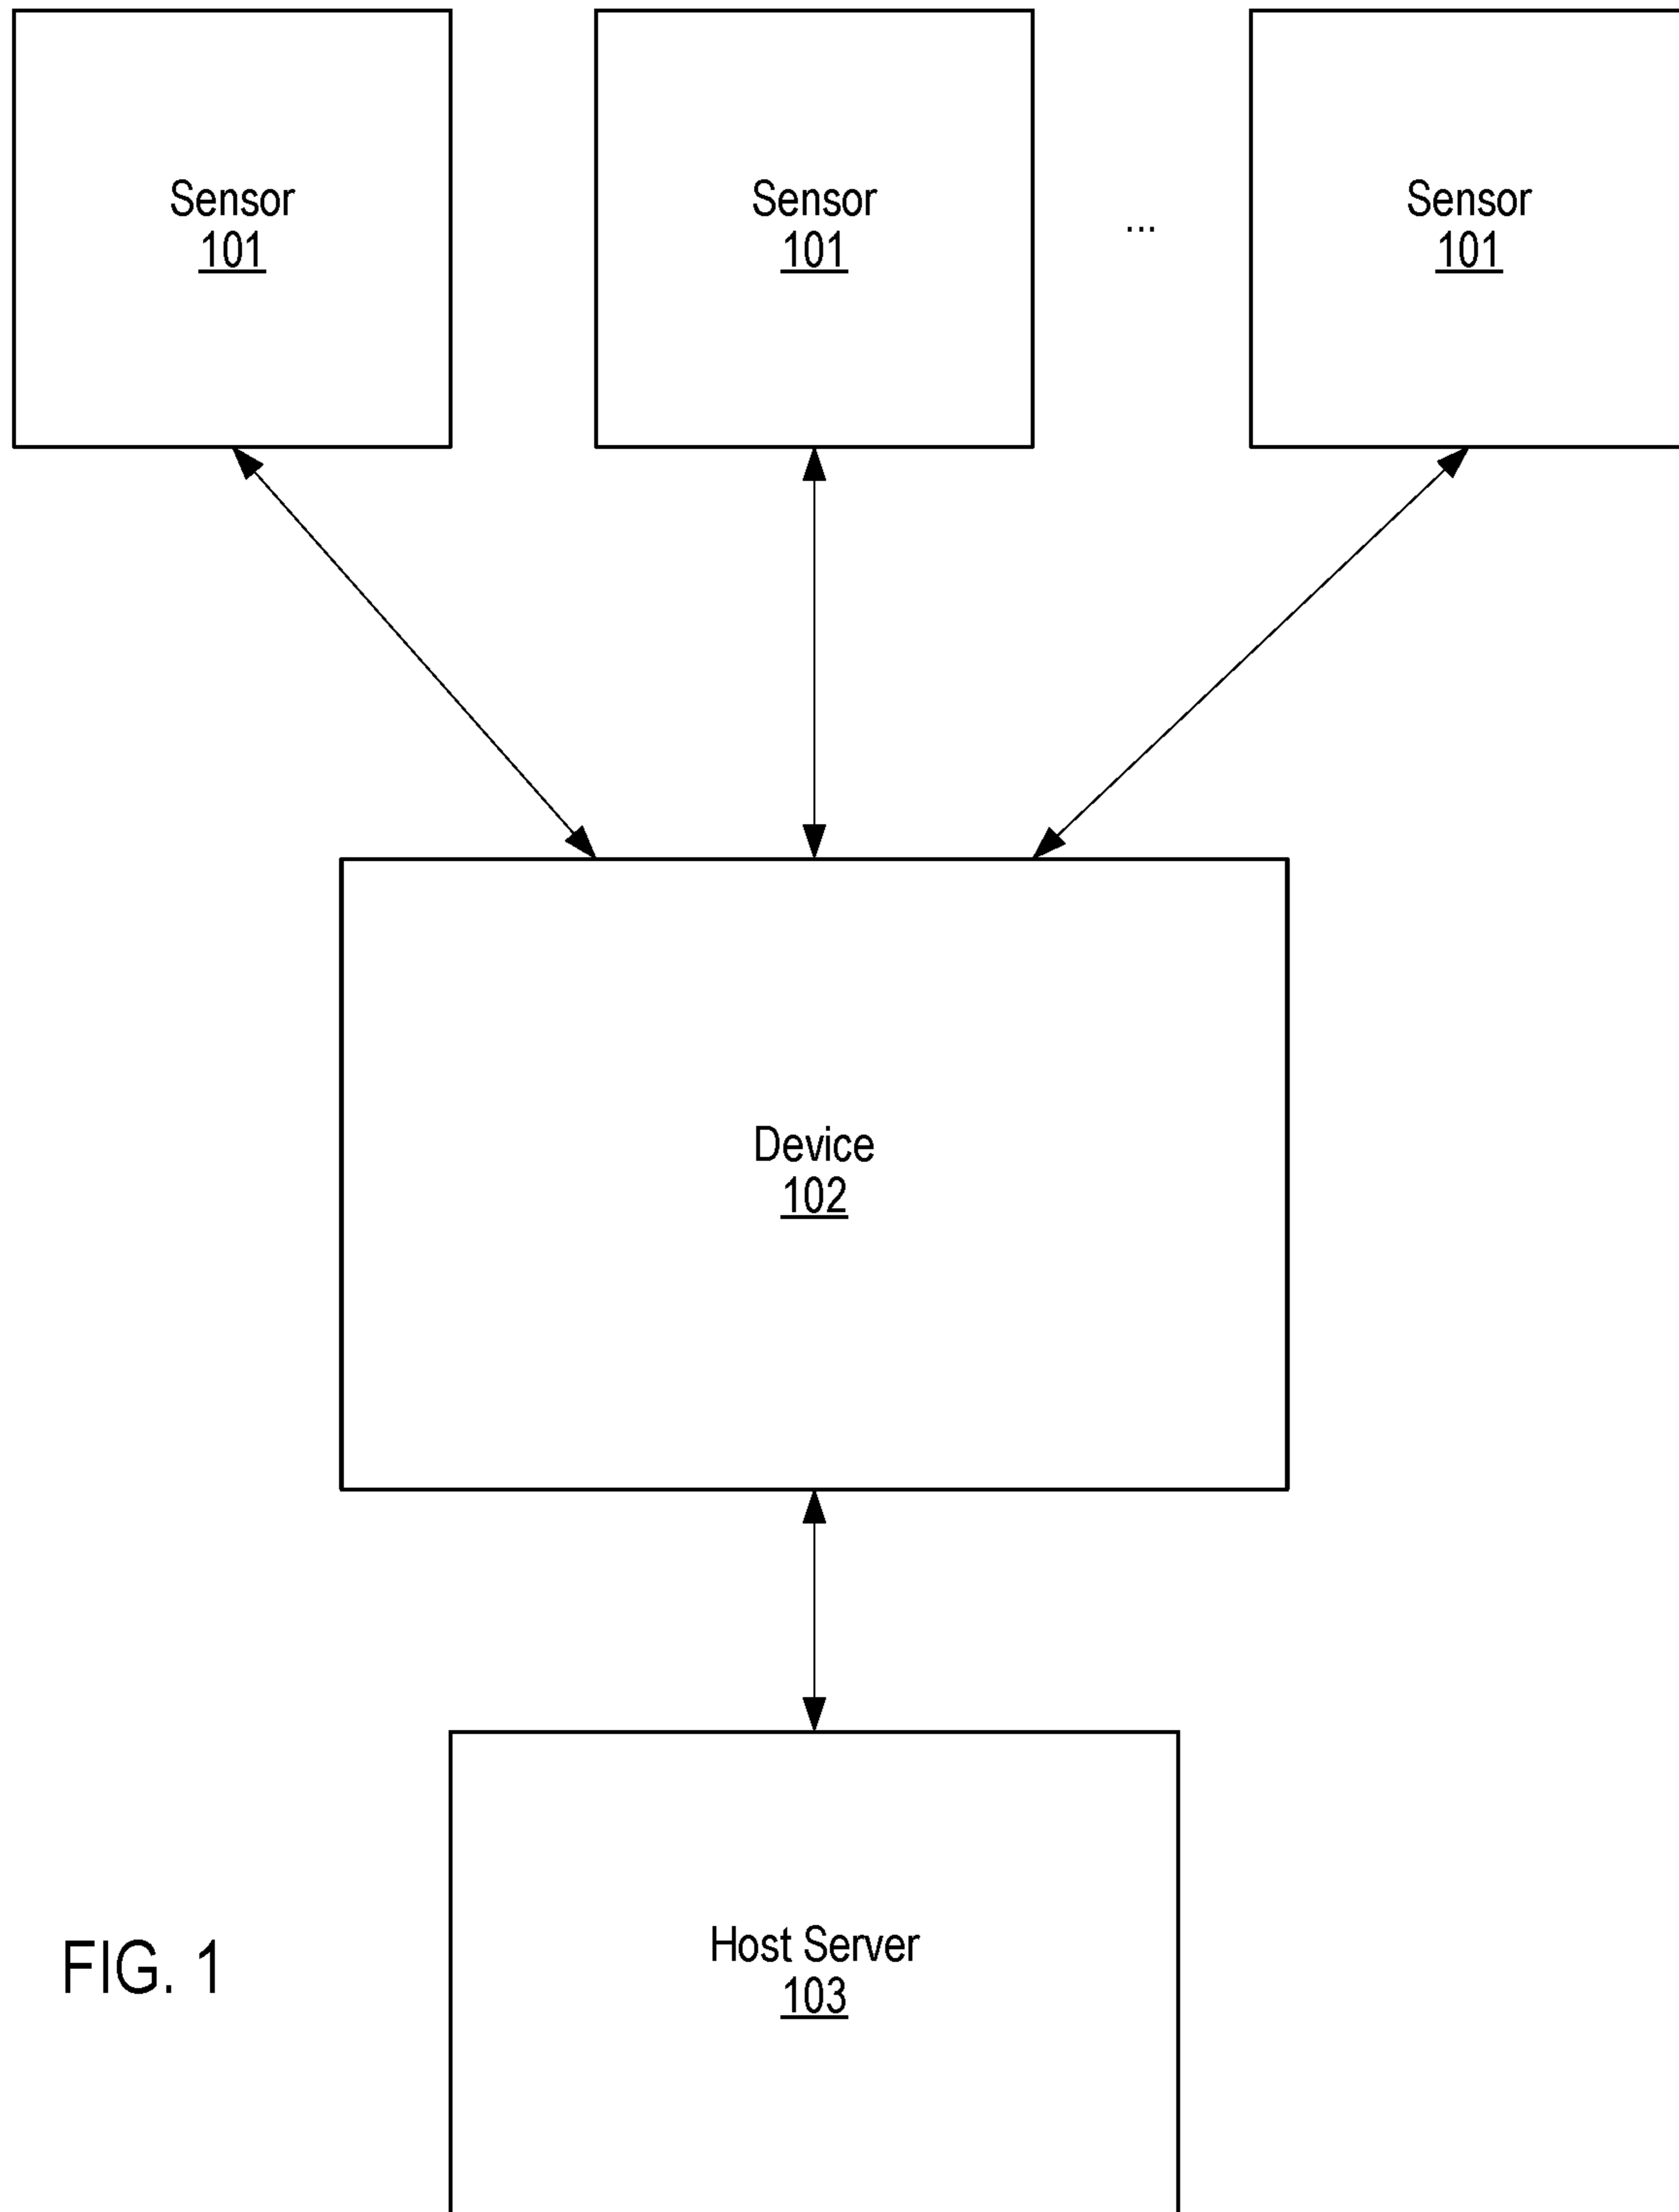 Sensor
101
Sensor
101
...
Sensor
101
Device
102
Host Server
103
FIG. 1